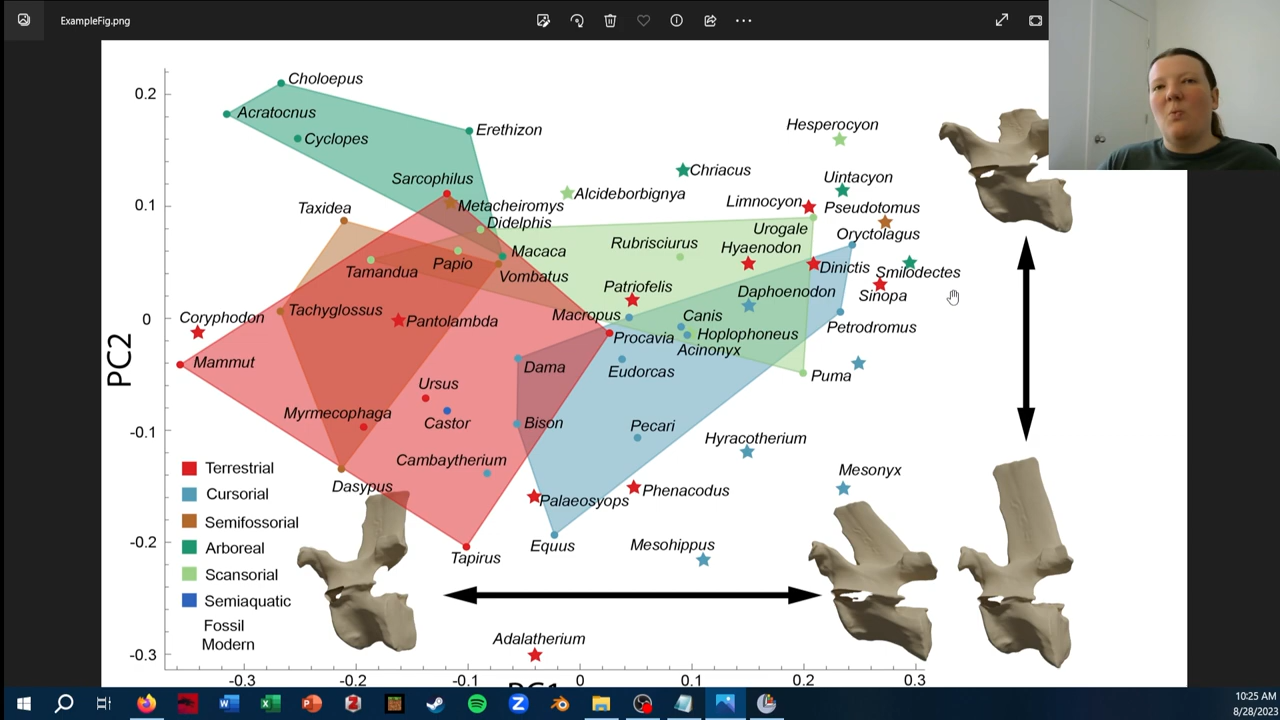 ExampleFig.png
Choloepus
Acratocnus
Cyclopes
Erethizon
Hesperocyon
Chriacus
Sarcophilus
Alcideborbignya
Uintacyon
Taxidea
Metacheiromys
Limnocyon
Pseudotomus
Didelphis
Urogale
Oryctolagus
Rubrisciurus
Hyaenodon
Macaca
Papio
Tamandua
Vombatus
Dinictis
Smilodectes
Patriofelis
Daphoenodon
Sinopa
Tachyglossus
Macropus
Canis
Coryphodon
Pantolambda
Petrodromus
Procavia
Hoplophoneus
Acinonyx
Mammut
Dama
Eudorcas
Puma
Ursus
Myrmecophaga
Castor
Bison
Pecari
Hyracotherium
Cambaytherium
Mesonyx
Dasypus
Palaeosyops
Phenacodus
Equus
Mesohippus
Tapirus
Adalatherium
PC2
0.2
0.1
0
-0.1
-0.2
-0.3
Terrestrial
Cursorial
Semifossorial
Arboreal
Scansorial
Semiaquatic
Fossil
Modern
-0.3
-0.2
-0.1
0
0.1
0.2
0.3
PC1
10:25 AM
8/28/2023